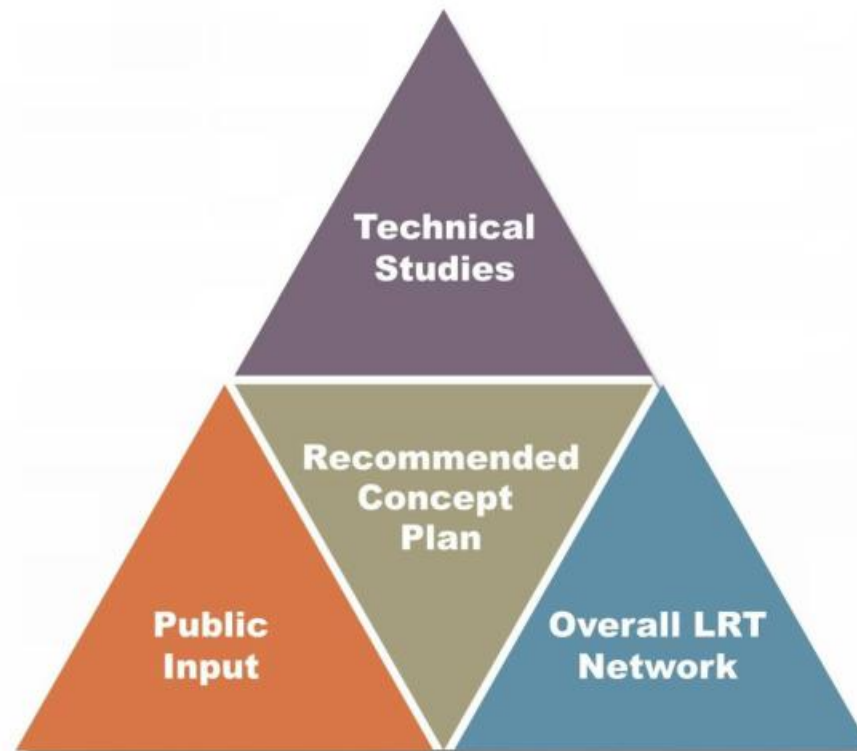 Technical
Studies
Recommended
Concept
Plan
Public
Input
Overall LRT
Network